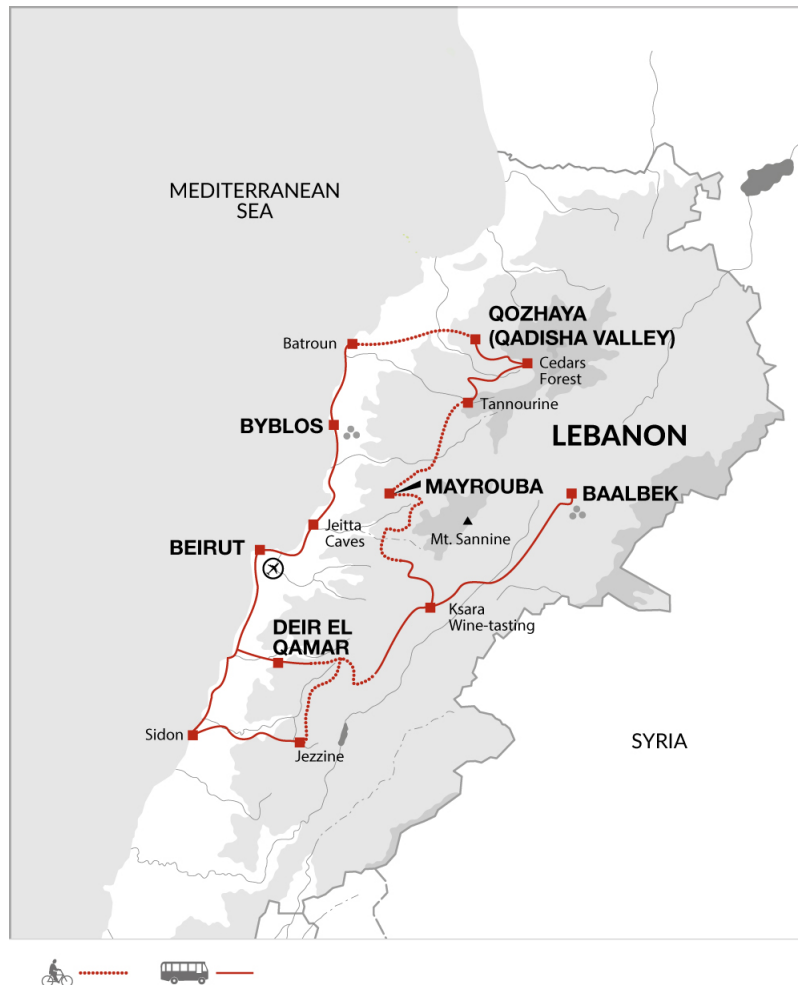 MEDITERRANEAN
SEA
QOZHAYA
(QADISHA VALLEY)
Batroun
Cedars
Forest
Tannourine
BYBLOS
LEBANON
MAYROUBA
BAALBEK
Jeitta
Caves
Mt. Sannine
BEIRUT
Ksara
Wine-tasting
DEIR EL
QAMAR
Sidon
Jezzine
SYRIA